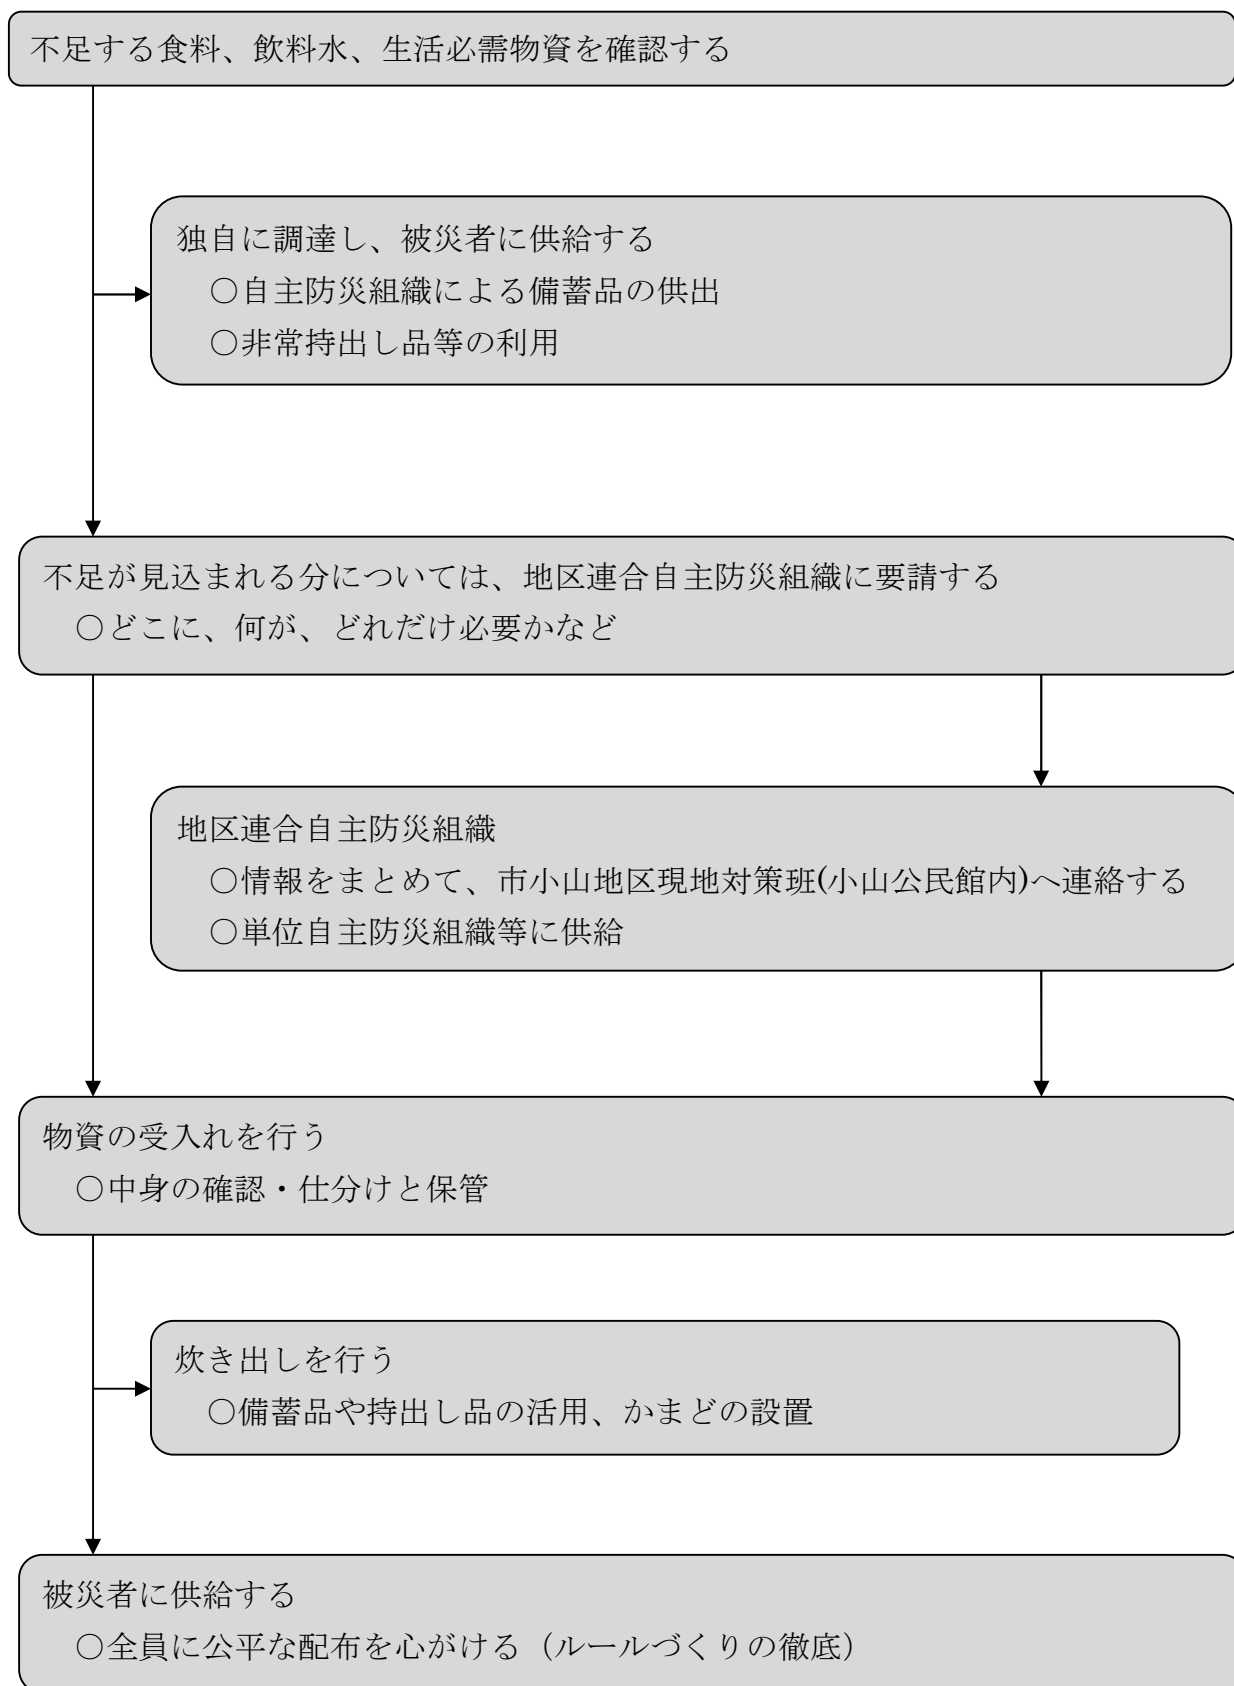 不足する食料、飲料水、生活必需物資を確認する
独自に調達し、被災者に供給する
○自主防災組織による備蓄品の供出
○非常持出し品等の利用
不足が見込まれる分については、地区連合自主防災組織に要請する
○どこに、何が、どれだけ必要かなど
地区連合自主防災組織
○情報をまとめて、市小山地区現地対策班(小山公民館内)へ連絡する
○単位自主防災組織等に供給
物資の受入れを行う
○中身の確認・仕分けと保管
炊き出しを行う
○備蓄品や持出し品の活用、かまどの設置
被災者に供給する
○全員に公平な配布を心がける（ルールづくりの徹底）